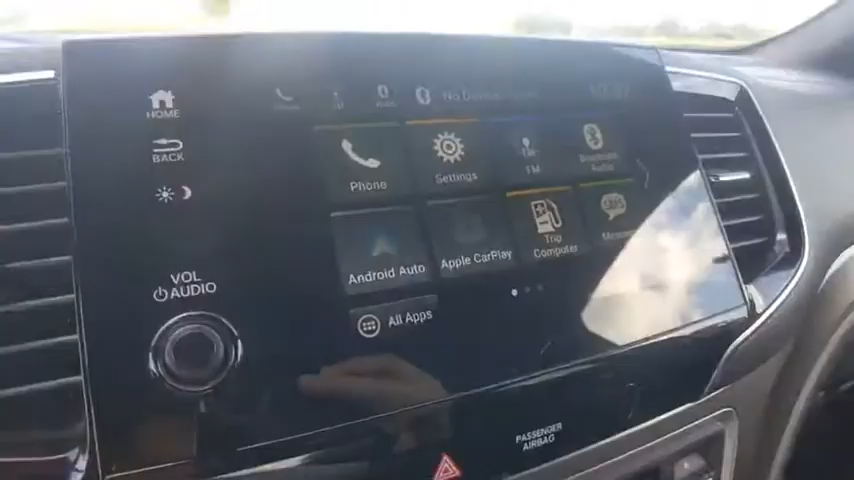 HOME
BACK
VOL
AUDIO
No Device
Phone
Settings
FM
Bluetooth
Audio
Android Auto
Apple CarPlay
Trip
Computer
SMS
All Apps
PASSENGER
AIRBAG